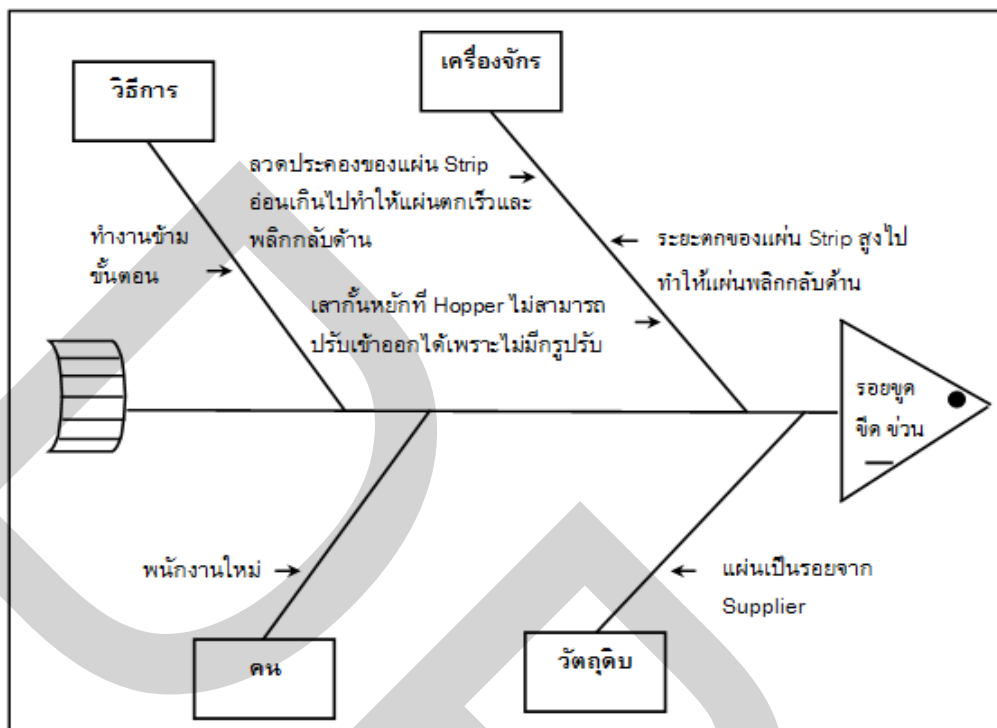 วิธีการ
เครื่องจักร
ลวดประคองของแผ่น Strip
อ่อนเกินไปทำให้แผ่นตกเร็วและ
พลิกกลับด้าน
ทำงานข้าม
ขั้นตอน
ระยะตกของแผ่น Strip สูงไป
ทำให้แผ่นพลิกกลับด้าน
เสากั้นหยักที่ Hopper ไม่สามารถ
ปรับเข้าออกได้เพราะไม่มีกรูปรับ
รอยขูด
ขีด ข่วน
พนักงานใหม่
แผ่นเป็นรอยจาก
Supplier
คน
วัตถุดิบ